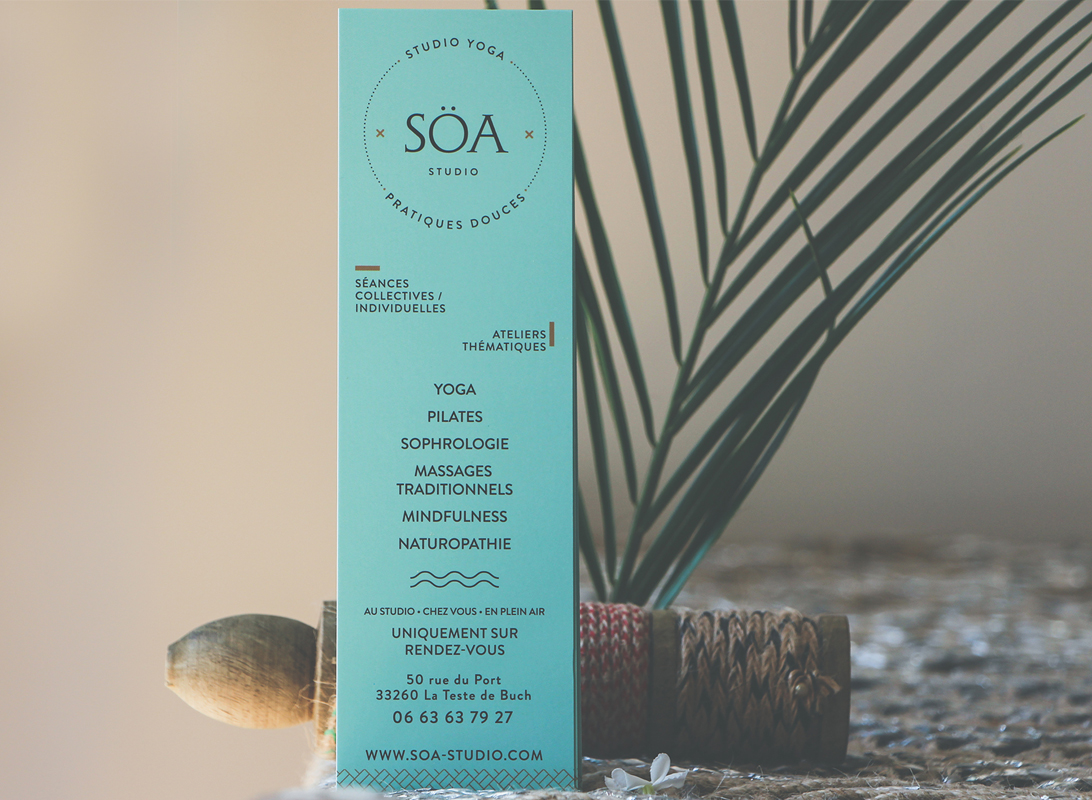 STUDIO YOGA
SÖA
STUDIO
PRATIQUES DOUCES
SÉANCES
COLLECTIVES /
INDIVIDUELLES
ATELIERS
THÉMATIQUES
YOGA
PILATES
SOPHROLOGIE
MASSAGES
TRADITIONNELS
MINDFULNESS
NATUROPATHIE
AU STUDIO • CHEZ VOUS • EN PLEIN AIR
UNIQUEMENT SUR
RENDEZ-VOUS
50 rue du Port
33260 La Teste de Buch
06 63 63 79 27
WWW.SOA-STUDIO.COM